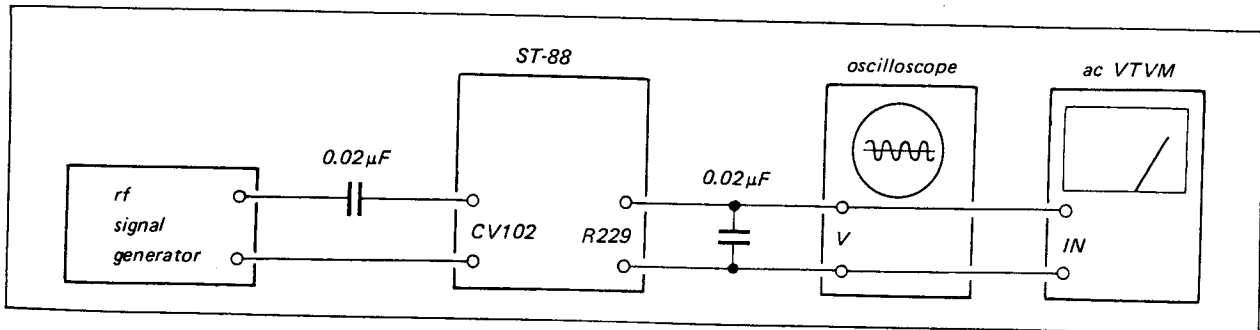 ST-88
oscilloscope
ac VTVM
0.02μF
0.02μF
rf
signal
generator
CV102
R229
V
IN